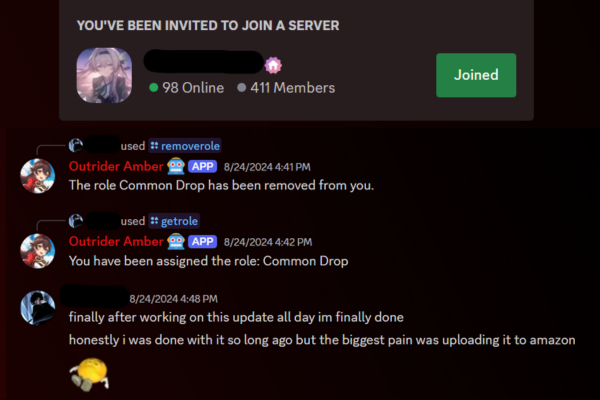 YOU'VE BEEN INVITED TO JOIN A SERVER
98 Online 411 Members
Joined
used removerole
Outrider Amber APP 8/24/2024 4:41 PM
The role Common Drop has been removed from you.
used getrole
Outrider Amber APP 8/24/2024 4:42 PM
You have been assigned the role: Common Drop
8/24/2024 4:48 PM
finally after working on this update all day im finally done
honestly i was done with it so long ago but the biggest pain was uploading it to amazon